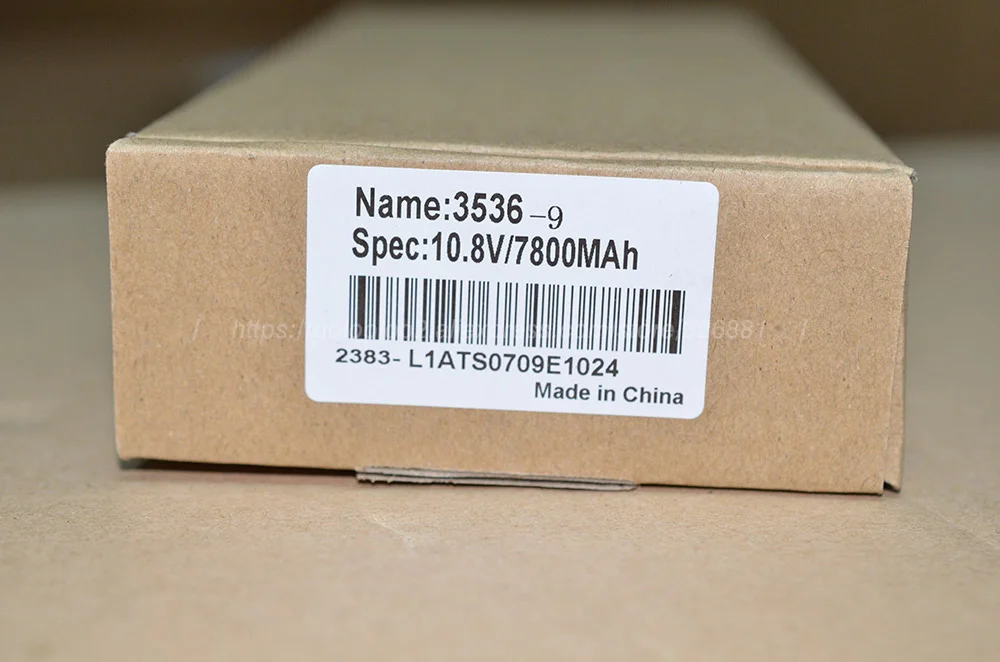 Name:3536 -9
Spec:10.8V/7800MAh
2383- L1ATS0709E1024
Made in China